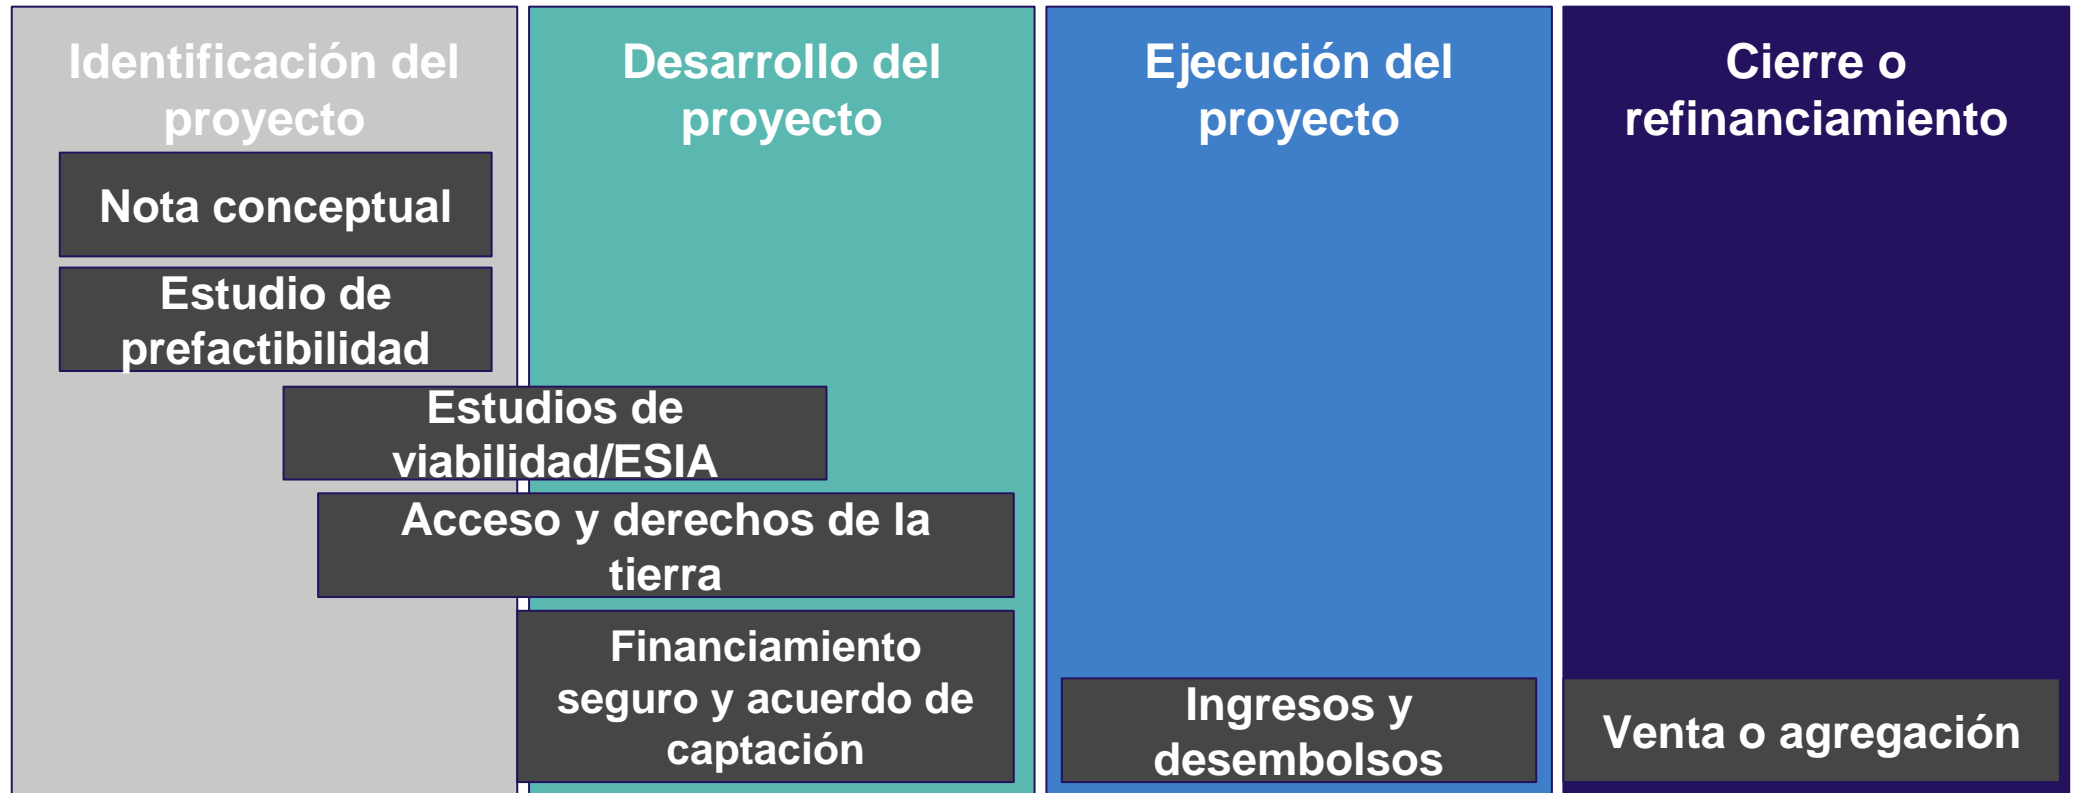 Identificación del
proyecto
Desarrollo del
proyecto
Ejecución del
proyecto
Cierre o
refinanciamiento
Nota conceptual
Estudio de
prefactibilidad
Estudios de
viabilidad/ESIA
Acceso y derechos de la
tierra
Financiamiento
seguro y acuerdo de
captación
Ingresos y
desembolsos
Venta o agregación